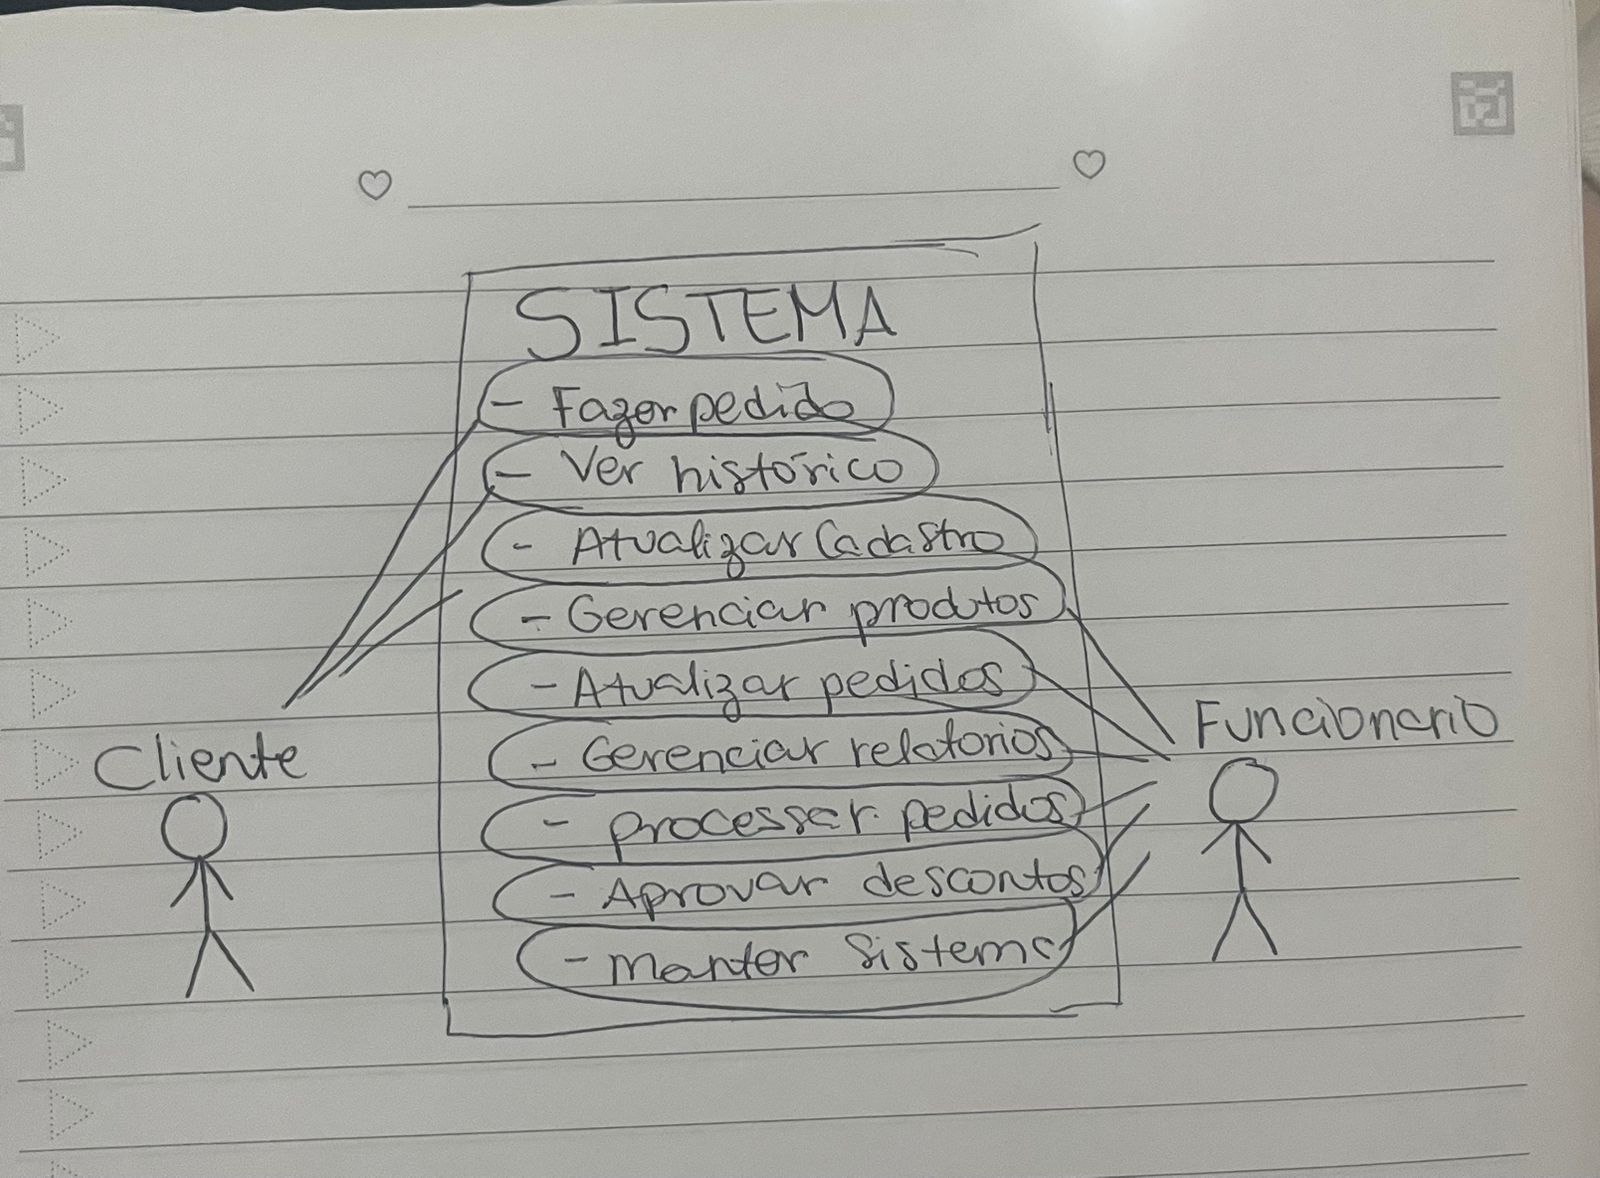 SISTEMA
- Fazer pedido
- Ver histórico
- Atualizar Cadastro
- Gerenciar produtos
- Atualizar pedidos
- Gerenciar relatorios
- processar pedidos
- Aprovar descontos
- manter Sistema
Cliente
Funcionario